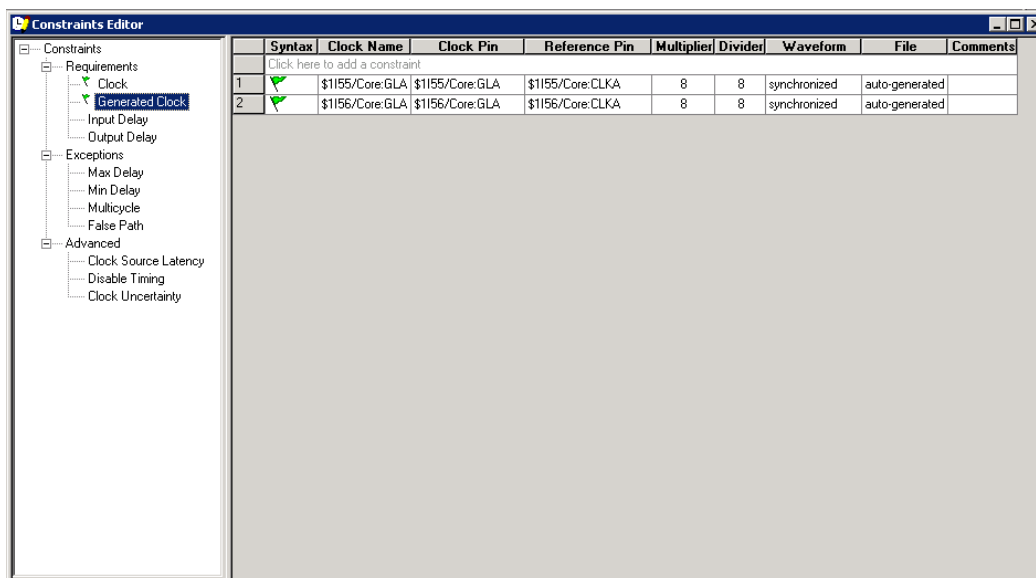 Constraints Editor
Constraints
Requirements
Clock
Generated Clock
Input Delay
Output Delay
Exceptions
Max Delay
Min Delay
Multicycle
False Path
Advanced
Clock Source Latency
Disable Timing
Clock Uncertainty
Syntax Clock Name Clock Pin Reference Pin Multiplier Divider Waveform File Comments
Click here to add a constraint
1 $1I55/Core:GLA $1I55/Core:GLA $1I55/Core:CLKA 8 8 synchronized auto-generated
2 $1I56/Core:GLA $1I56/Core:GLA $1I56/Core:CLKA 8 8 synchronized auto-generated